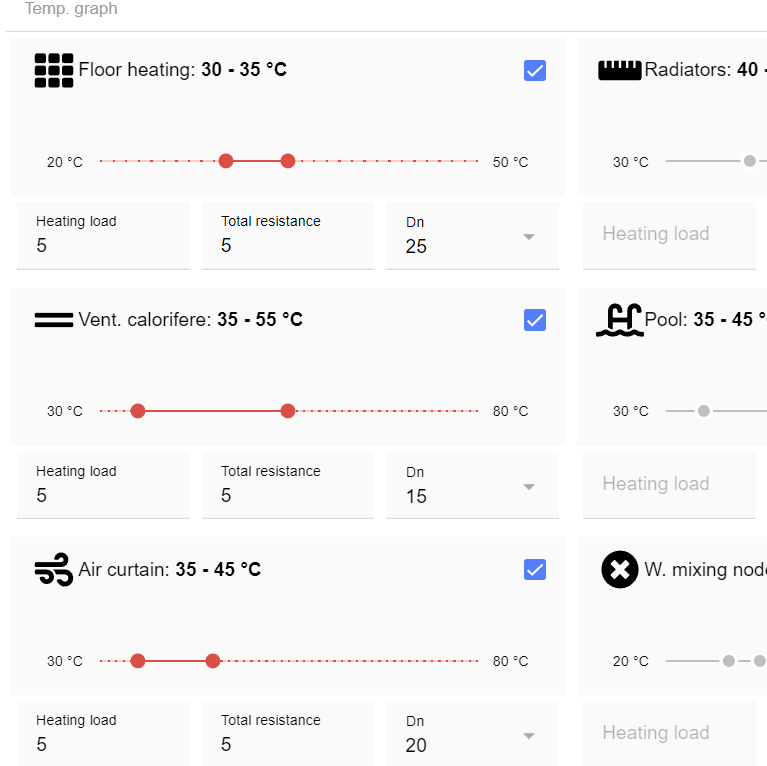 Temp. graph
Floor heating: 30 - 35 °C
Radiators: 40 -
20 °C
50 °C
30 °C
Heating load
5
Total resistance
5
Dn
25
Heating load
Vent. calorifere: 35 - 55 °C
Pool: 35 - 45 °
30 °C
80 °C
30 °C
Heating load
5
Total resistance
5
Dn
15
Heating load
Air curtain: 35 - 45 °C
W. mixing node
30 °C
80 °C
20 °C
Heating load
5
Total resistance
5
Dn
20
Heating load